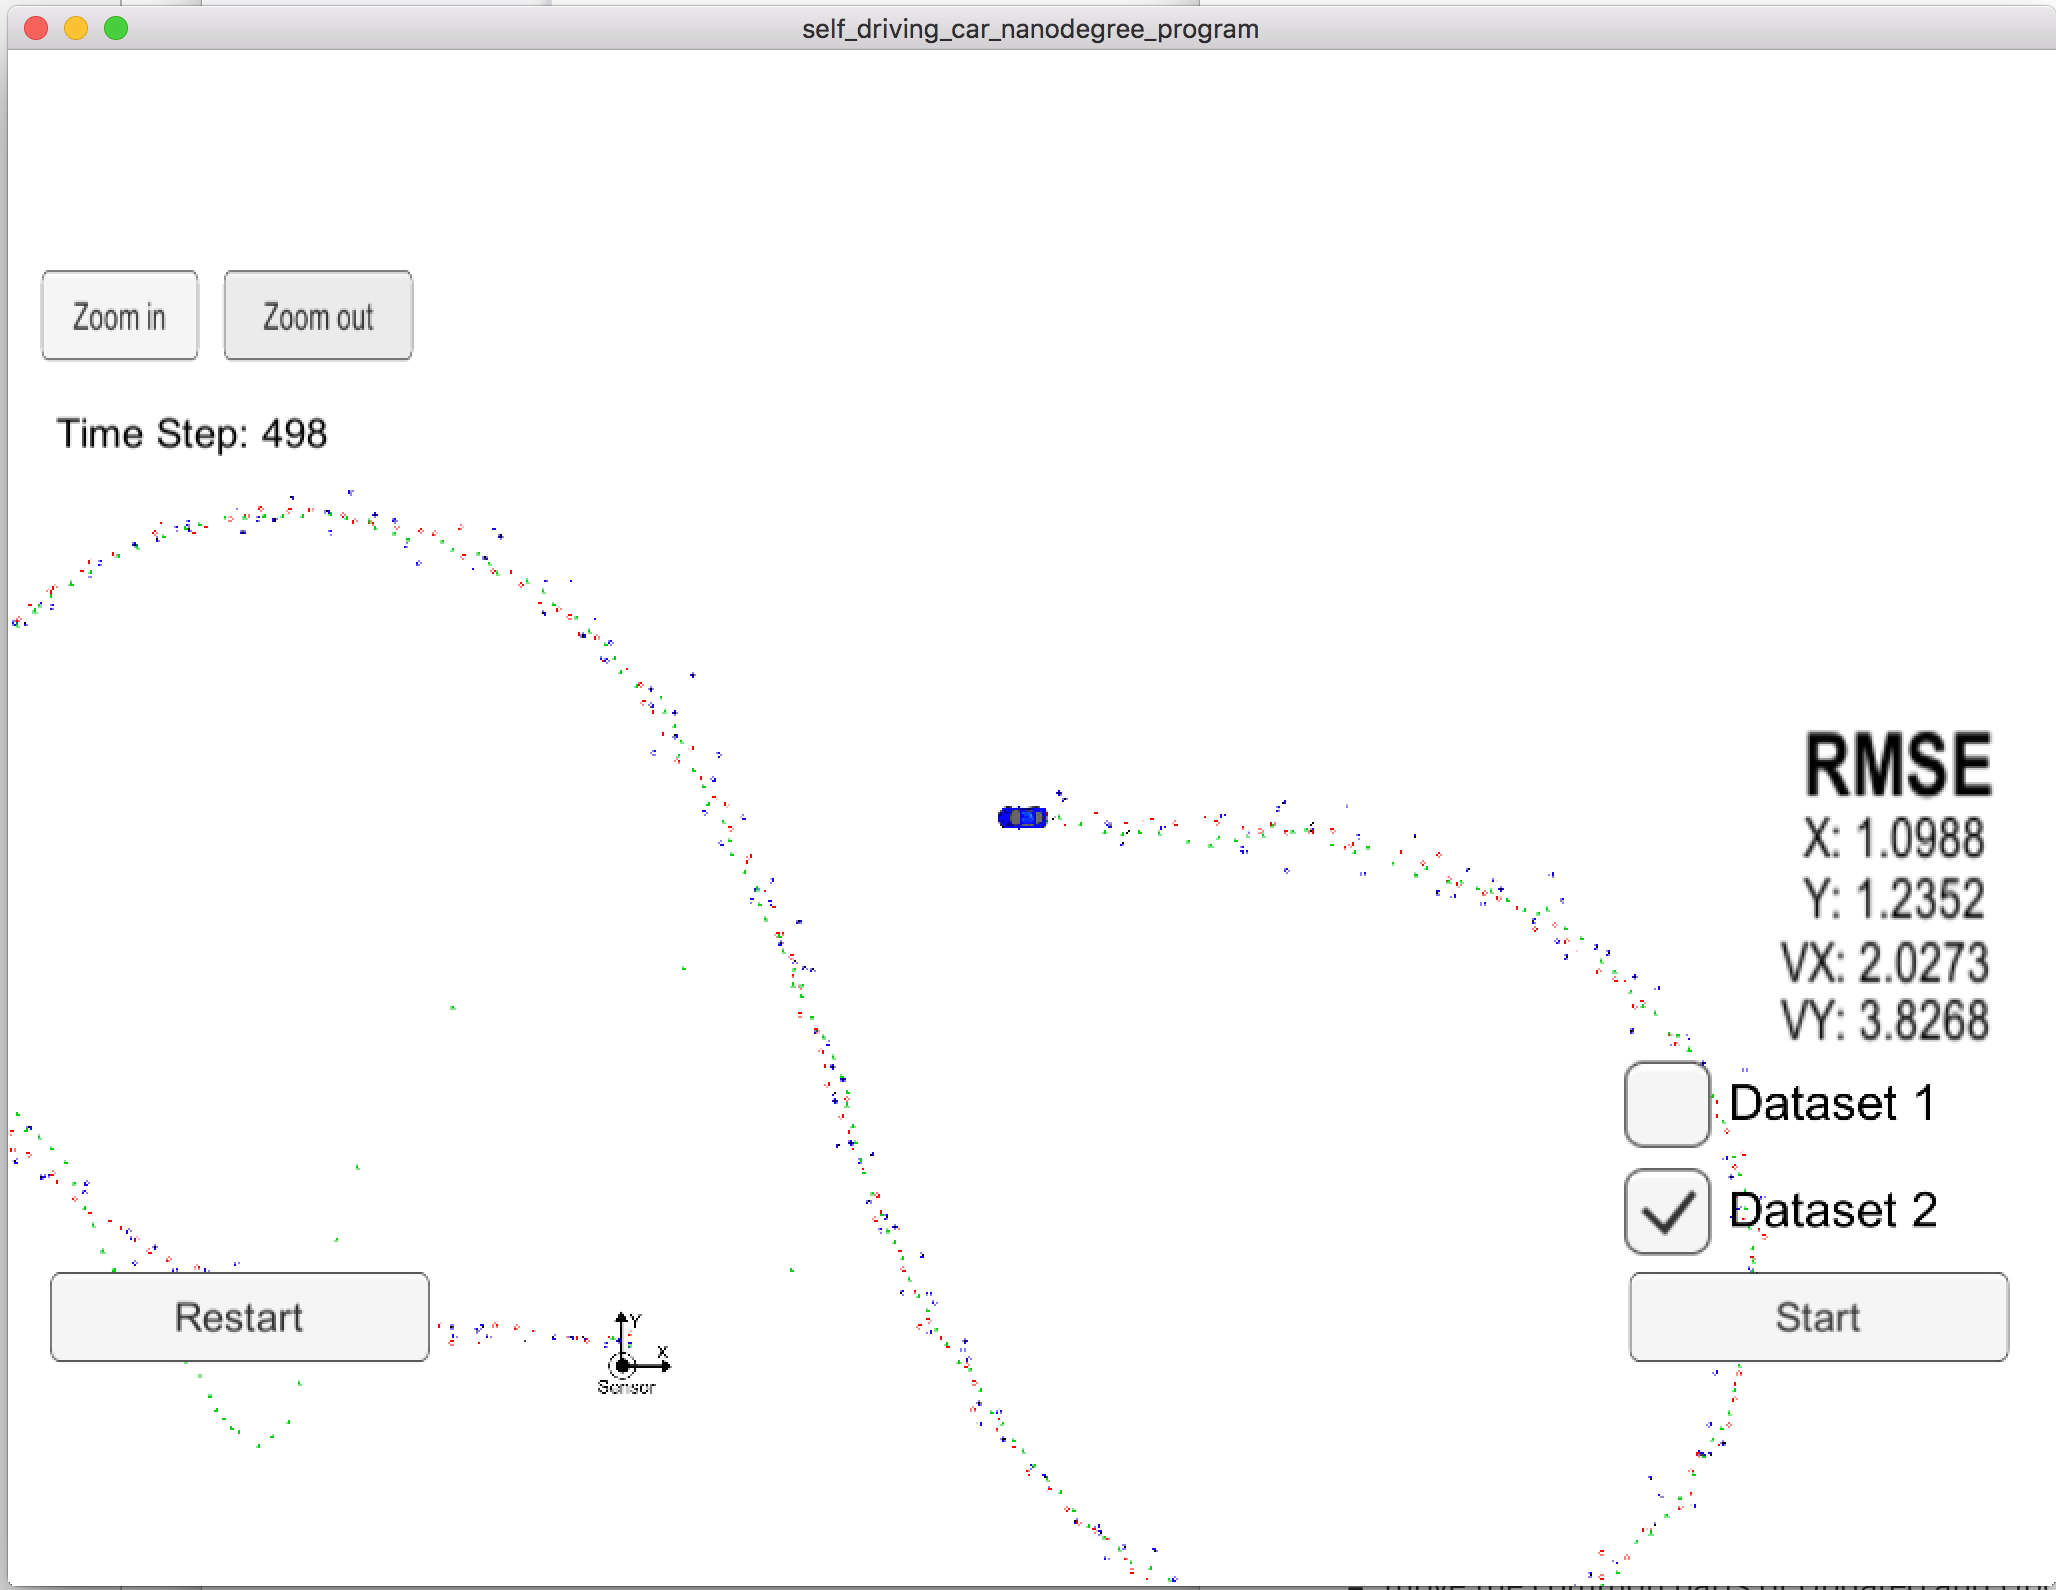 self_driving_car_nanodegree_program
Zoom in
Zoom out
Time Step: 498
RMSE
X: 1.0988
Y: 1.2352
VX: 2.0273
VY: 3.8268
Dataset 1
Dataset 2
Restart
Y
X
Sensor
Start